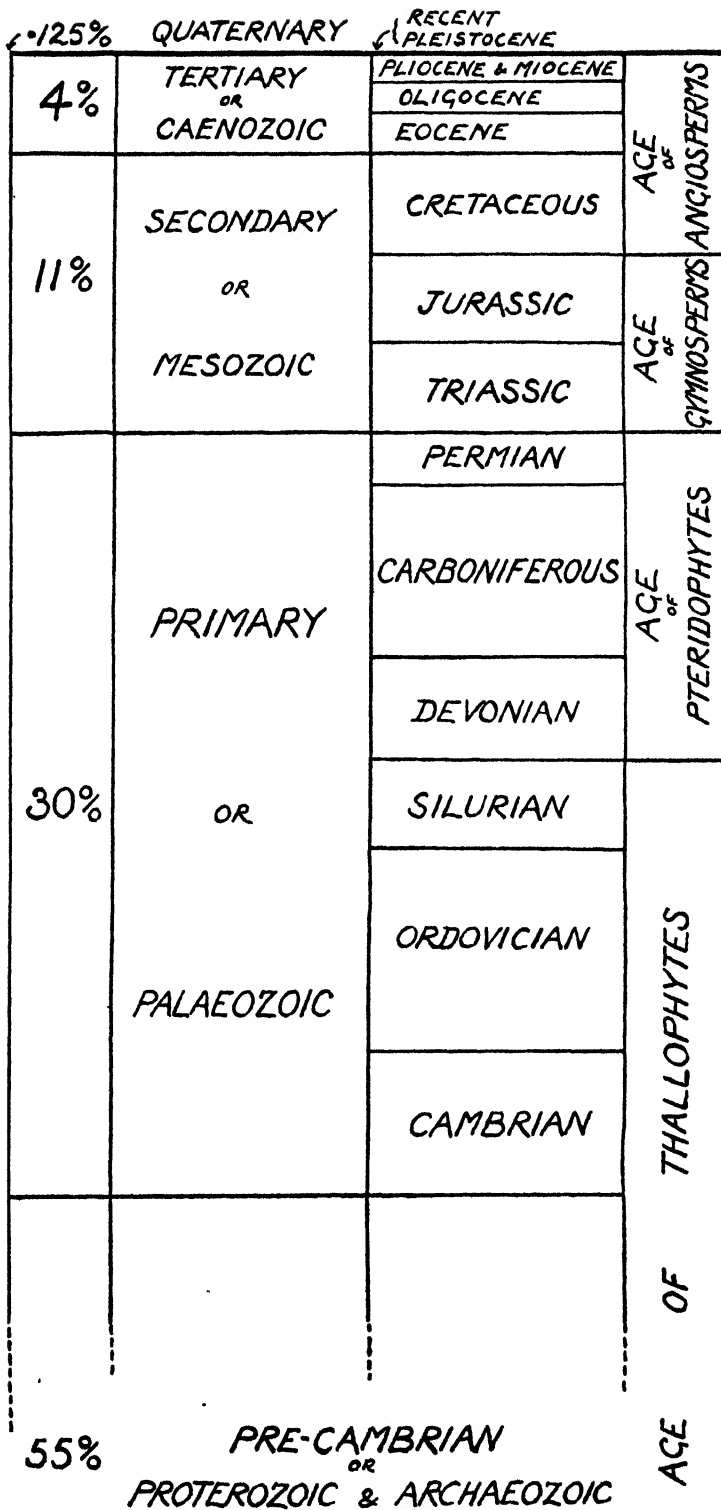 ·125% QUATERNARY RECENT
PLEISTOCENE
4%
TERTIARY
OR
CAENOZOIC
PLIOCENE & MIOCENE
OLIGOCENE
EOCENE
AGE
OF
ANGIOSPERMS
11%
SECONDARY
OR
MESOZOIC
CRETACEOUS
JURASSIC
TRIASSIC
AGE
OF
GYMNOSPERMS
30%
PRIMARY
OR
PALAEOZOIC
PERMIAN
CARBONIFEROUS
DEVONIAN
SILURIAN
ORDOVICIAN
CAMBRIAN
AGE
OF
PTERIDOPHYTES
AGE OF THALLOPHYTES
55%
PRE-CAMBRIAN
OR
PROTEROZOIC & ARCHAEOZOIC